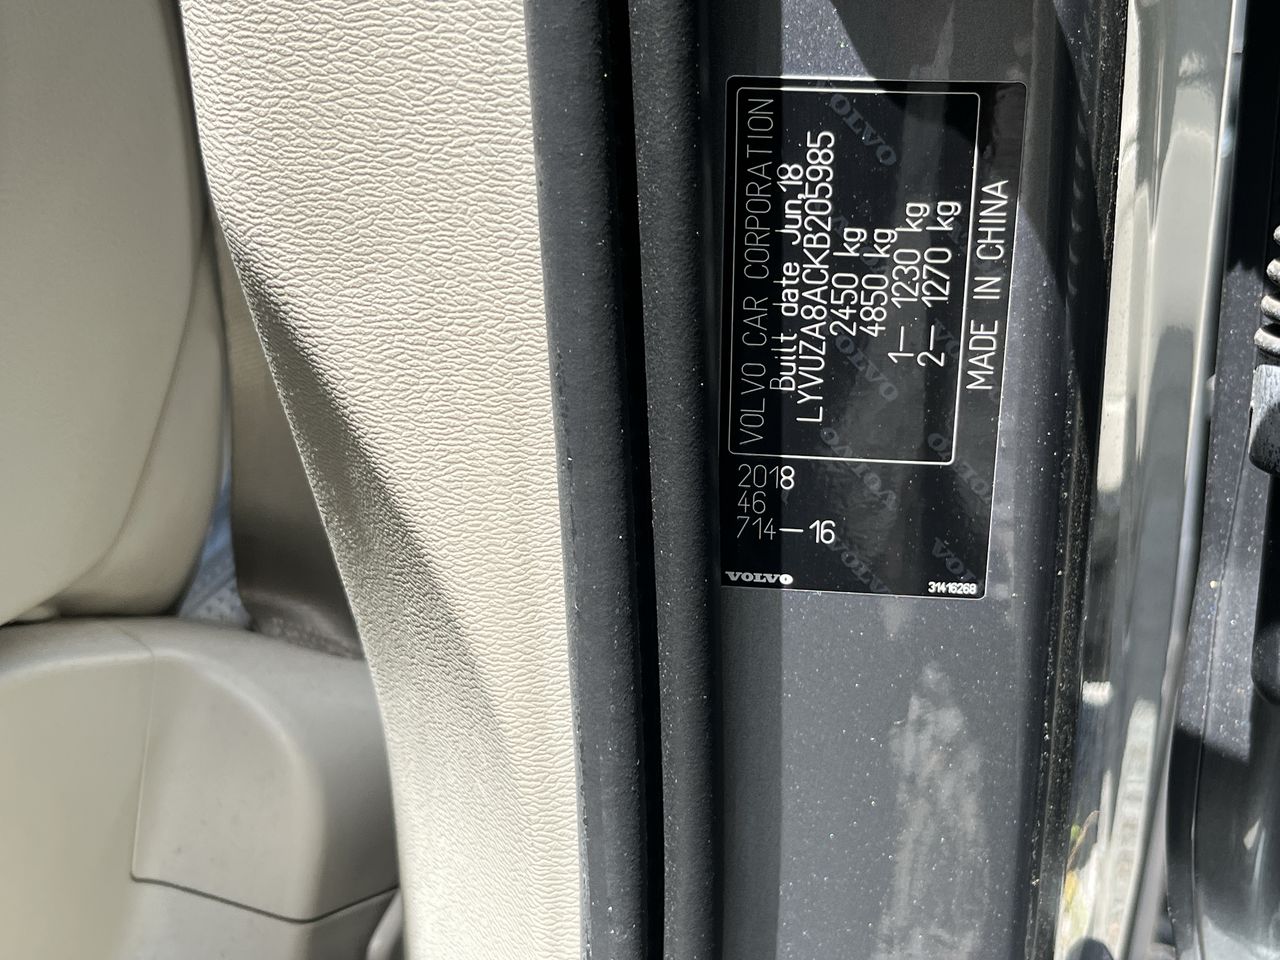 VOLVO CAR CORPORATION
Built date Jun,18
LYVUZA8ACKB205985
2450 kg
4850 kg
1– 1230 kg
2– 1270 kg
MADE IN CHINA
2018
46
714–16
VOLVO
31416268